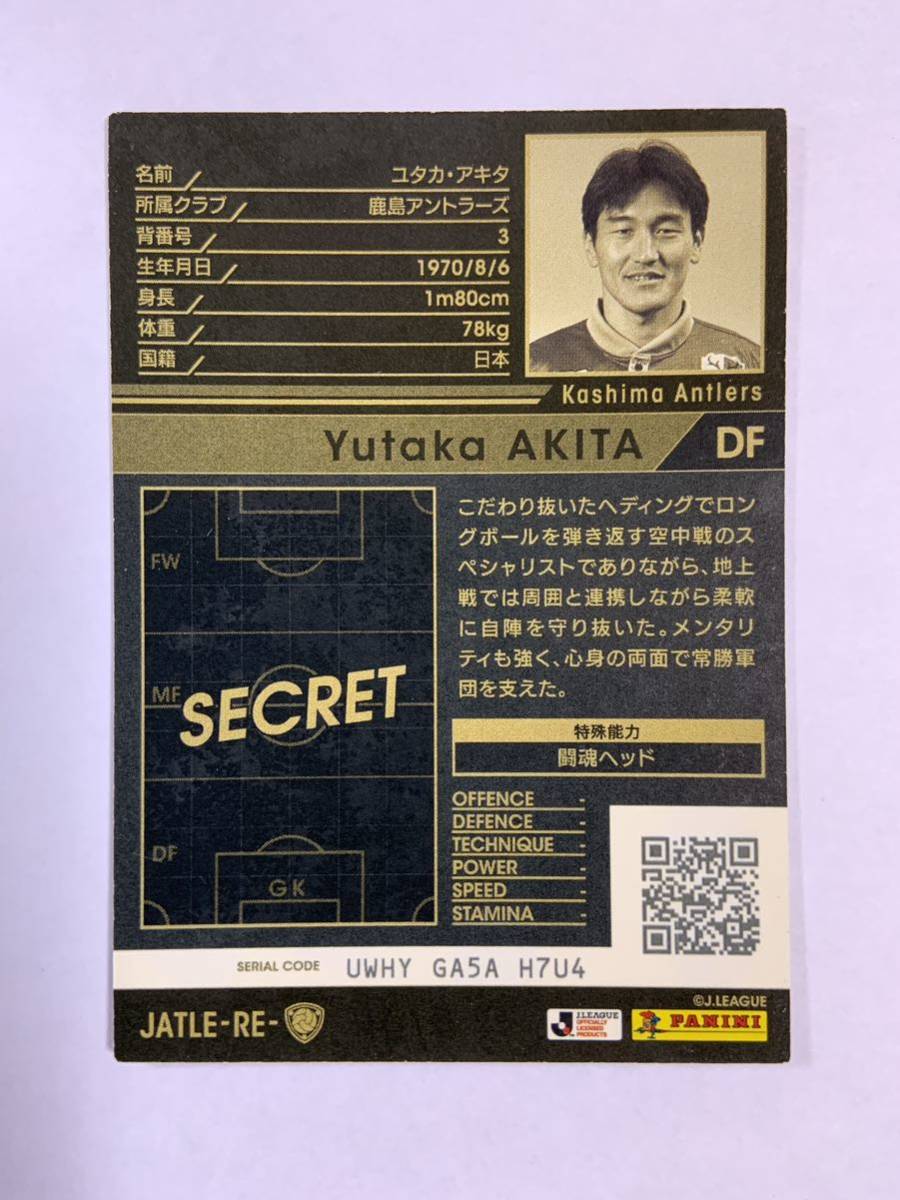 名前 ユタカ・アキタ
所属クラブ 鹿島アントラーズ
背番号 3
生年月日 1970/8/6
身長 1m80cm
体重 78kg
国籍 日本
Kashima Antlers
Yutaka AKITA DF
FW
MF
SECRET
DF
GK
こだわり抜いたヘディングでロン
グボールを弾き返す空中戦のス
ペシャリストでありながら、地上
戦では周囲と連携しながら柔軟
に自陣を守り抜いた。メンタリ
ティも強く、心身の両面で常勝軍
団を支えた。
特殊能力
闘魂ヘッド
OFFENCE -
DEFENCE -
TECHNIQUE -
POWER -
SPEED -
STAMINA -
SERIAL CODE UWHY GA5A H7U4
©J.LEAGUE
JATLE-RE-
J.LEAGUE
OFFICIALLY
LICENSED
PRODUCTS
PANINI